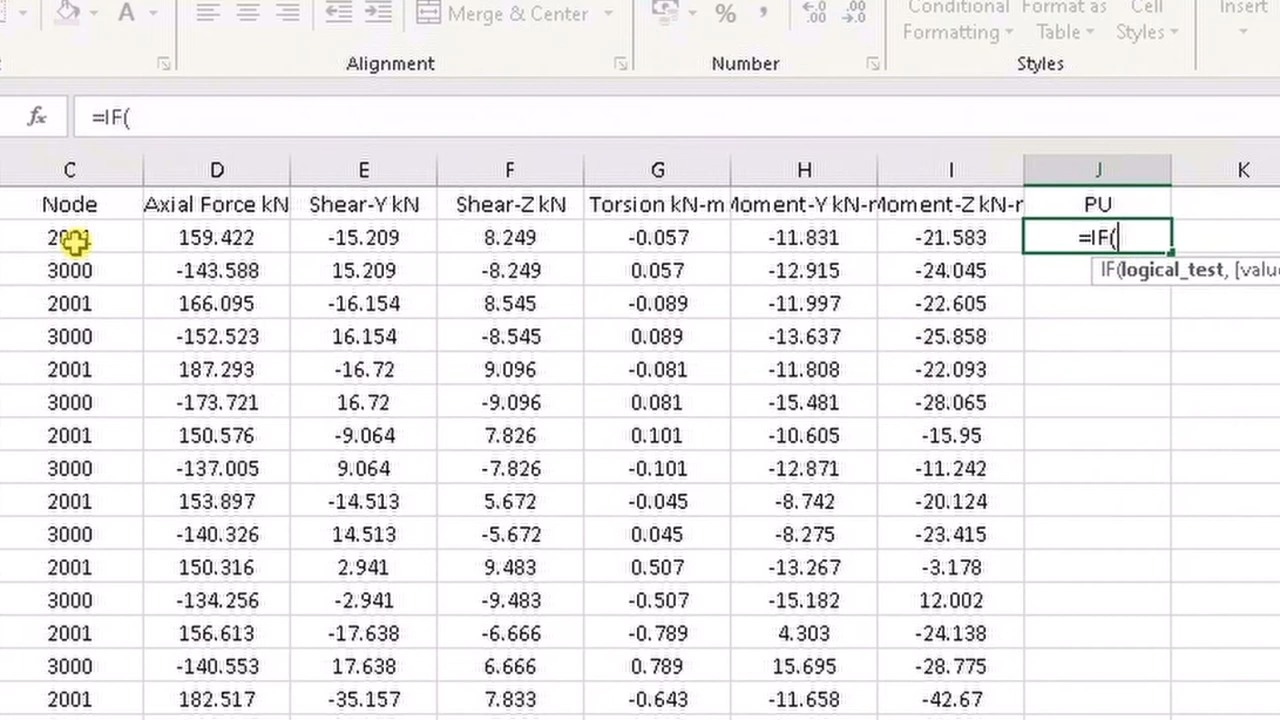 A Merge & Center % , Conditional Format as Cell Insert
Formatting Table Styles
Alignment Number Styles
fx =IF(
C D E F G H I J K
Node Axial Force kN Shear-Y kN Shear-Z kN Torsion kN-m Moment-Y kN-m Moment-Z kN-m PU
159.422 -15.209 8.249 -0.057 -11.831 -21.583 =IF(
3000 -143.588 15.209 -8.249 0.057 -12.915 -24.045 IF(logical_test, [value
2001 166.095 -16.154 8.545 -0.089 -11.997 -22.605
3000 -152.523 16.154 -8.545 0.089 -13.637 -25.858
2001 187.293 -16.72 9.096 -0.081 -11.808 -22.093
3000 -173.721 16.72 -9.096 0.081 -15.481 -28.065
2001 150.576 -9.064 7.826 0.101 -10.605 -15.95
3000 -137.005 9.064 -7.826 -0.101 -12.871 -11.242
2001 153.897 -14.513 5.672 -0.045 -8.742 -20.124
3000 -140.326 14.513 -5.672 0.045 -8.275 -23.415
2001 150.316 2.941 9.483 0.507 -13.267 -3.178
3000 -134.256 -2.941 -9.483 -0.507 -15.182 12.002
2001 156.613 -17.638 -6.666 -0.789 4.303 -24.138
3000 -140.553 17.638 6.666 0.789 15.695 -28.775
2001 182.517 -35.157 7.833 -0.643 -11.658 -42.67